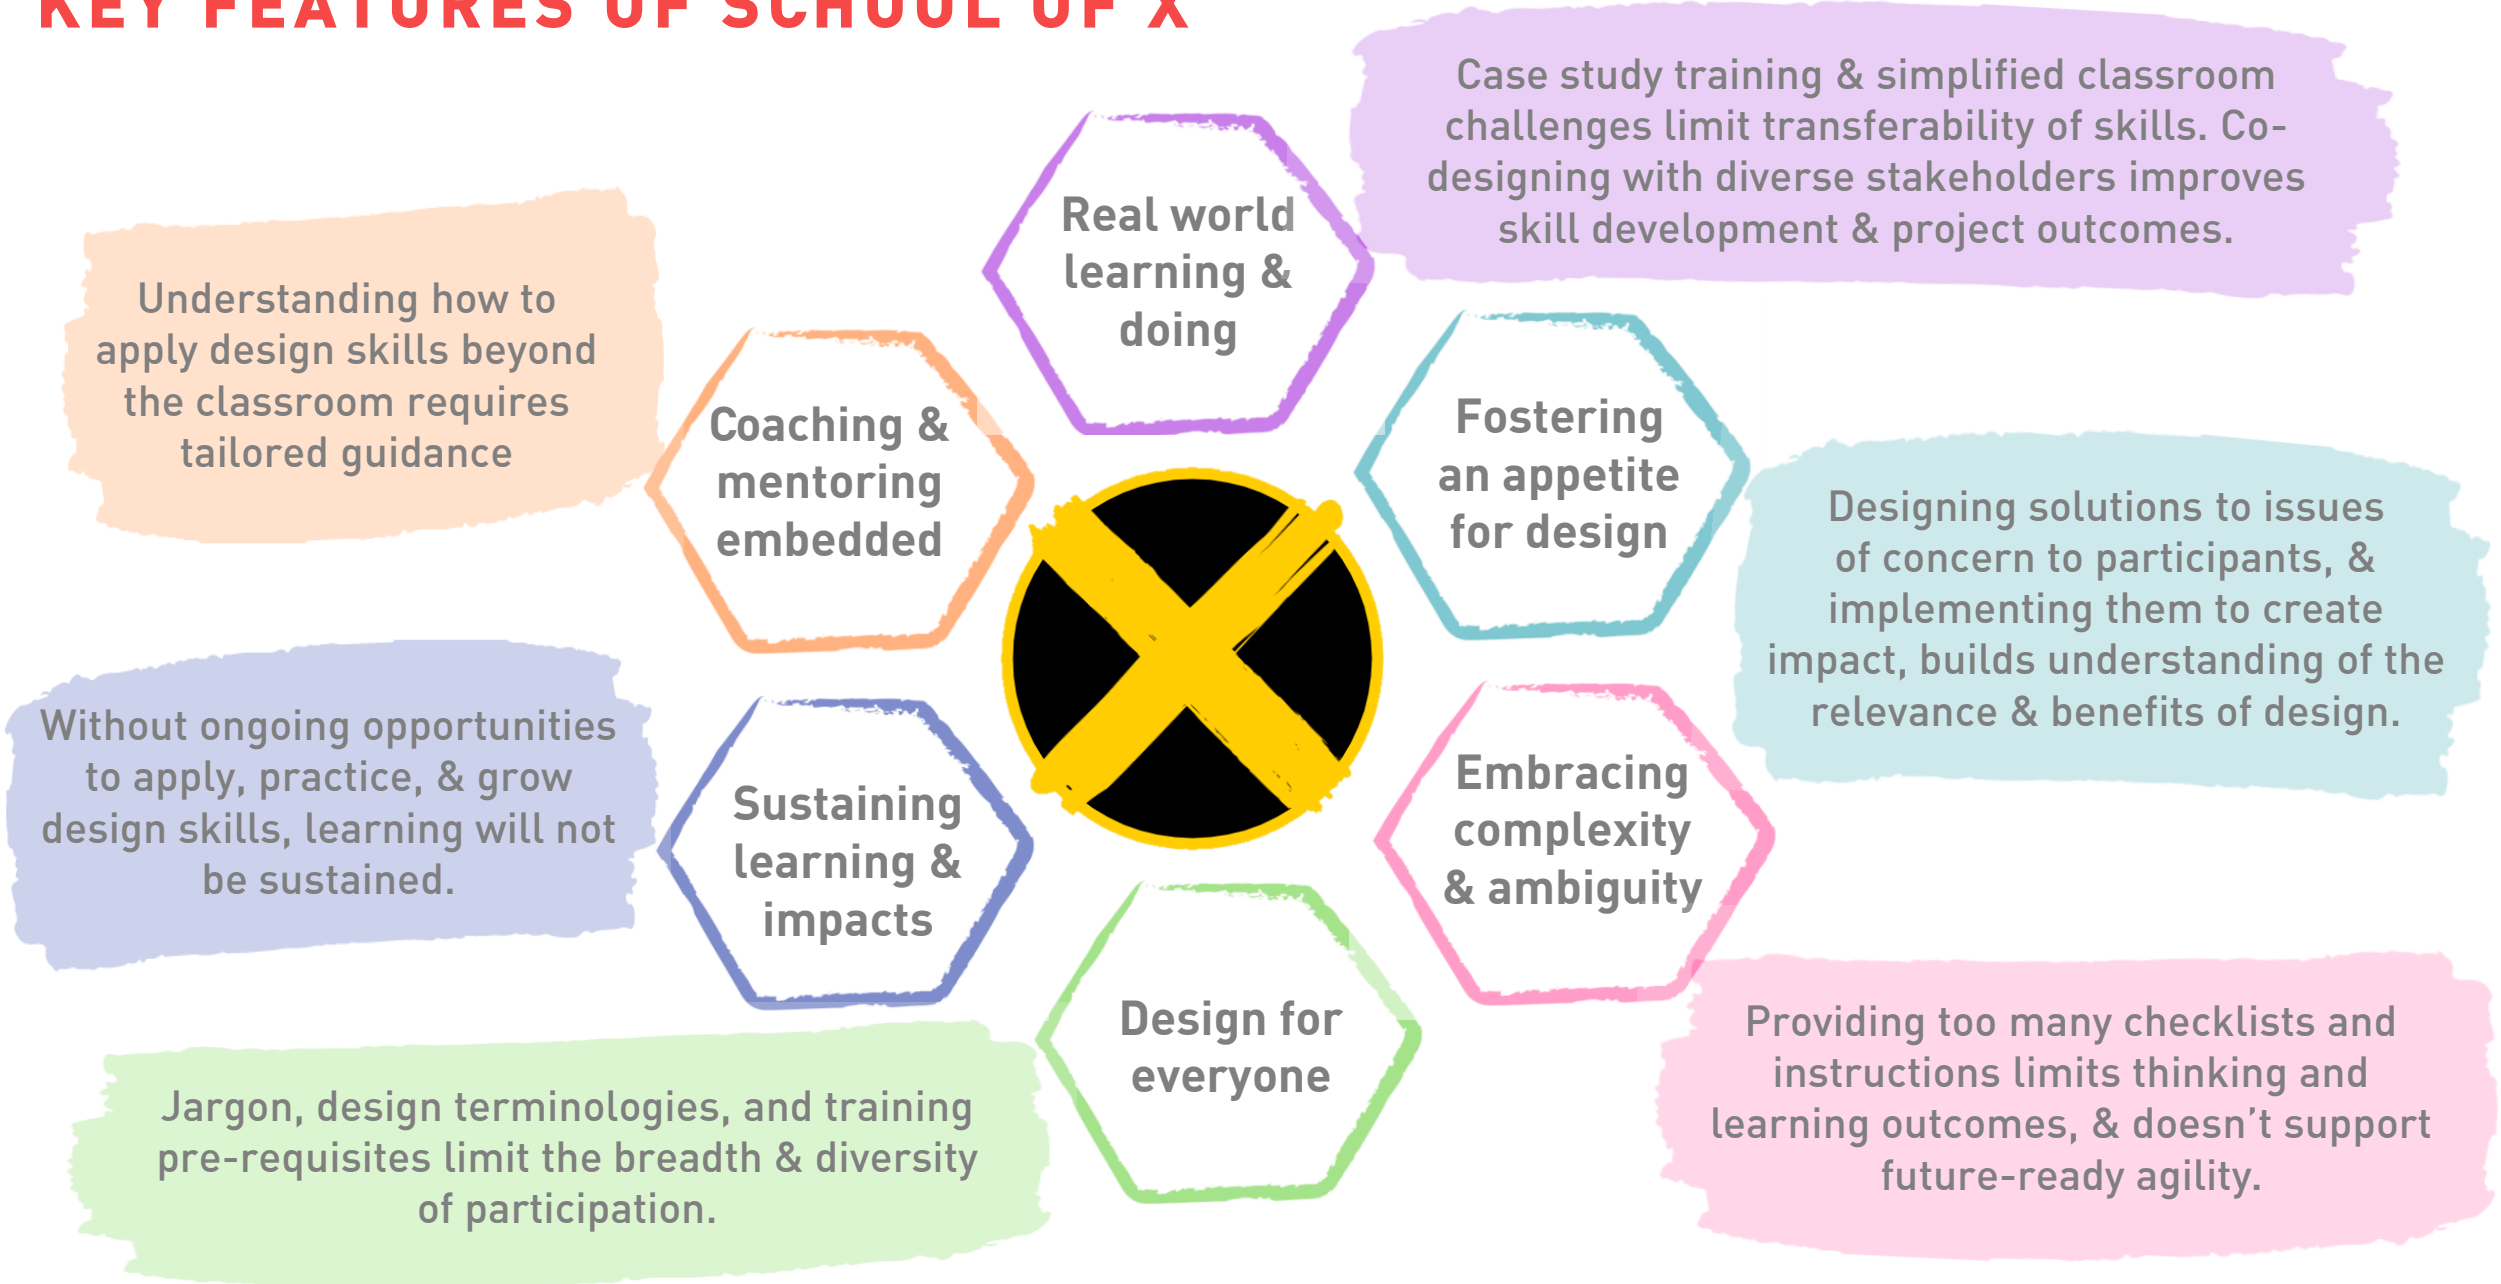 KEY FEATURES OF SCHOOL OF X
Case study training & simplified classroom
challenges limit transferability of skills. Co-
designing with diverse stakeholders improves
skill development & project outcomes.
Real world
learning &
doing
Understanding how to
apply design skills beyond
the classroom requires
tailored guidance
Coaching &
mentoring
embedded
Fostering
an appetite
for design
Designing solutions to issues
of concern to participants, &
implementing them to create
impact, builds understanding of the
relevance & benefits of design.
Without ongoing opportunities
to apply, practice, & grow
design skills, learning will not
be sustained.
Sustaining
learning &
impacts
Embracing
complexity
& ambiguity
Design for
everyone
Providing too many checklists and
instructions limits thinking and
learning outcomes, & doesn’t support
future-ready agility.
Jargon, design terminologies, and training
pre-requisites limit the breadth & diversity
of participation.